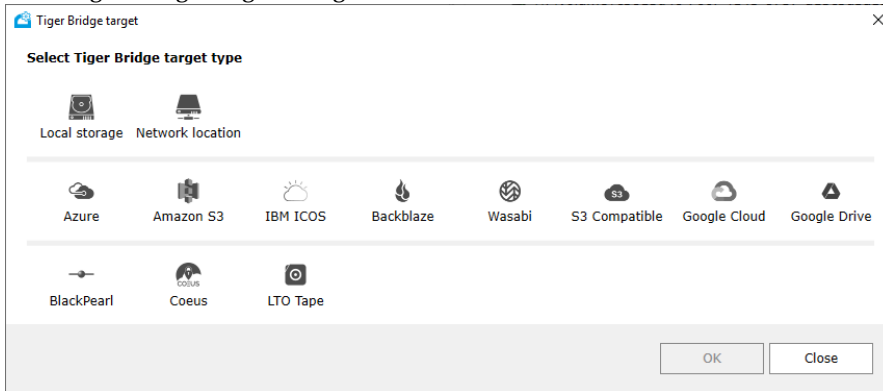 Tiger Bridge target
Select Tiger Bridge target type
Local storage Network location
Azure Amazon S3 IBM ICOS Backblaze Wasabi S3 Compatible Google Cloud Google Drive
BlackPearl Coeus LTO Tape
OK Close